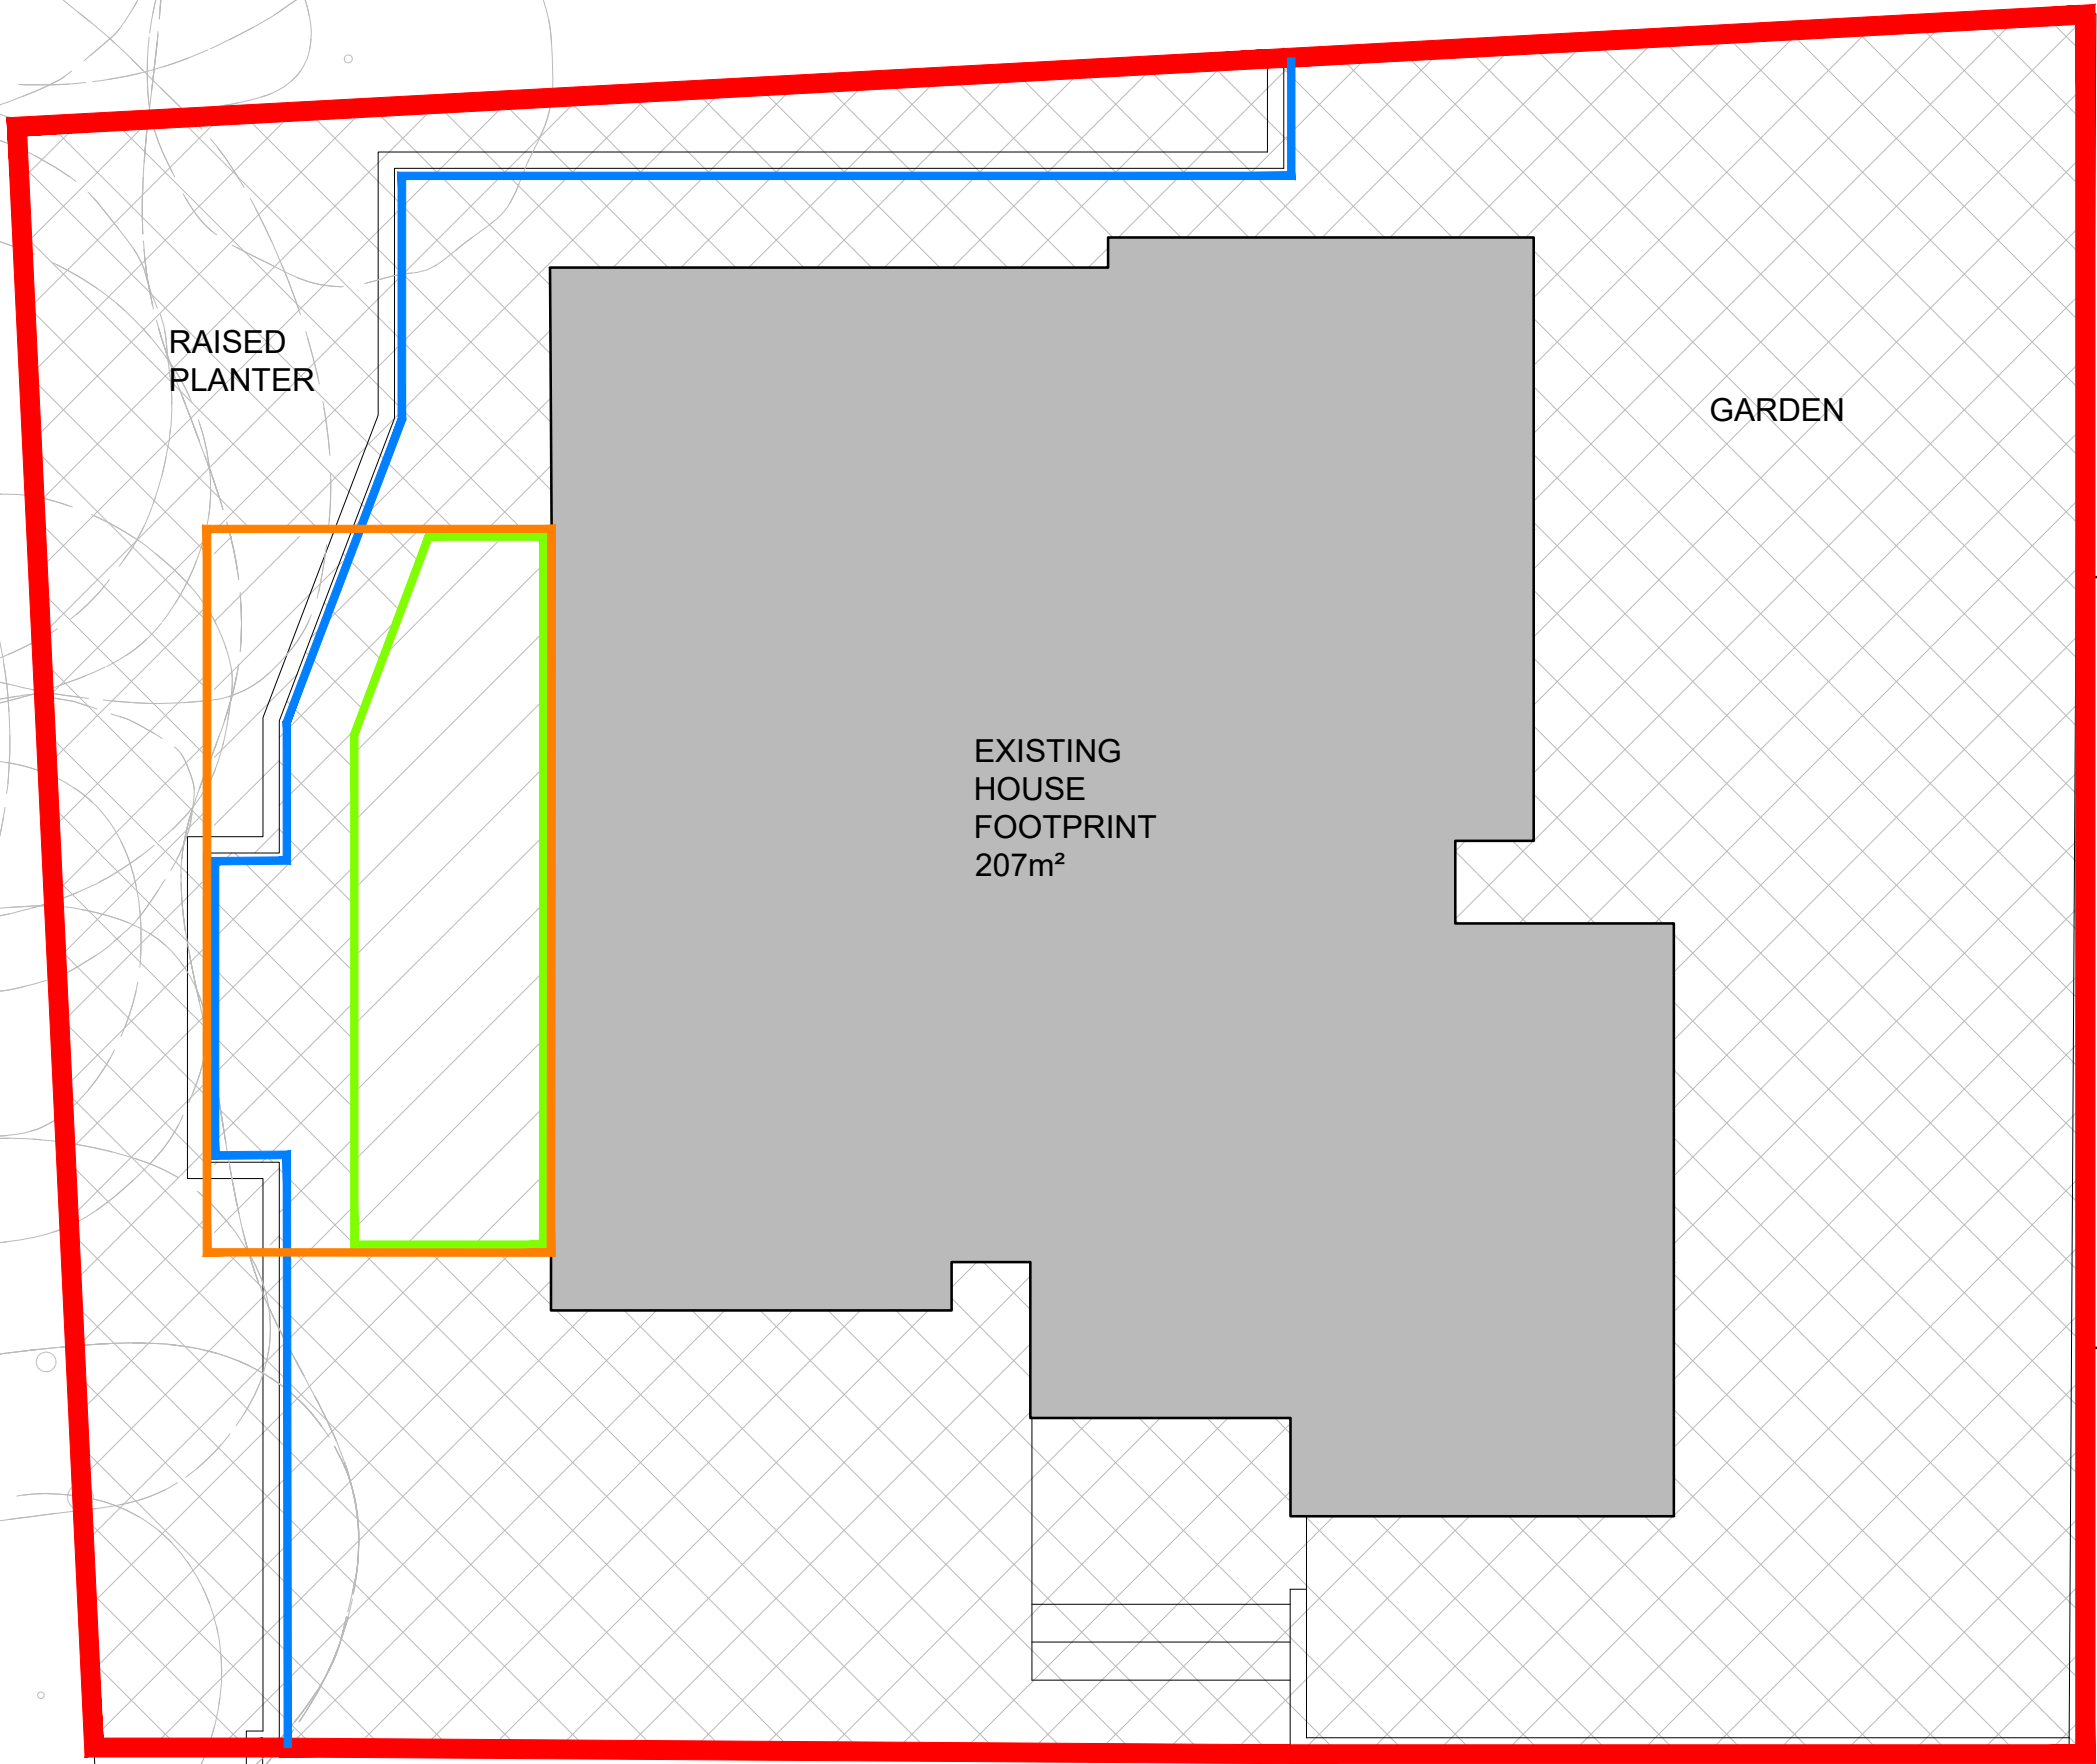 RAISED
PLANTER
GARDEN
EXISTING
HOUSE
FOOTPRINT
207m²